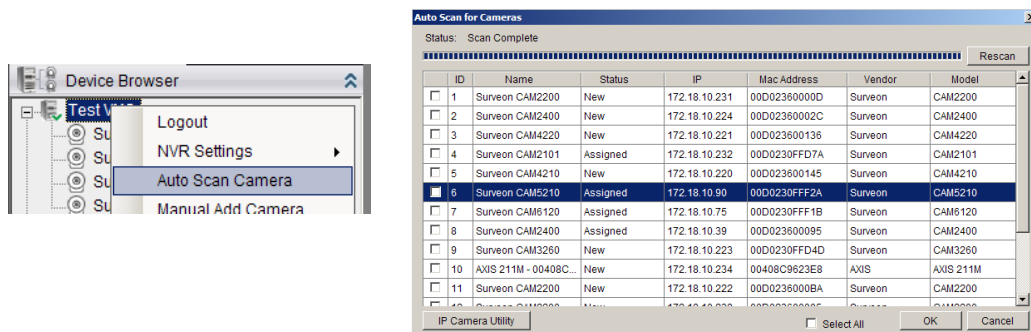 Device Browser
Test
Su
Su
Su
Su
Logout
NVR Settings
Auto Scan Camera
Manual Add Camera
Auto Scan for Cameras
Status: Scan Complete
Rescan
ID Name Status IP Mac Address Vendor Model
1 Surveon CAM2200 New 172.18.10.231 00D02360000D Surveon CAM2200
2 Surveon CAM2400 New 172.18.10.224 00D02360002C Surveon CAM2400
3 Surveon CAM4220 New 172.18.10.221 00D023600136 Surveon CAM4220
4 Surveon CAM2101 Assigned 172.18.10.232 00D0230FFD7A Surveon CAM2101
5 Surveon CAM4210 New 172.18.10.220 00D023600145 Surveon CAM4210
6 Surveon CAM5210 Assigned 172.18.10.90 00D0230FFF2A Surveon CAM5210
7 Surveon CAM6120 Assigned 172.18.10.75 00D0230FFF1B Surveon CAM6120
8 Surveon CAM2400 Assigned 172.18.10.39 00D023600095 Surveon CAM2400
9 Surveon CAM3260 New 172.18.10.223 00D0230FFD4D Surveon CAM3260
10 AXIS 211M - 00408C... New 172.18.10.234 00408C9623E8 AXIS AXIS 211M
11 Surveon CAM2200 New 172.18.10.222 00D0236000BA Surveon CAM2200
IP Camera Utility Select All OK Cancel